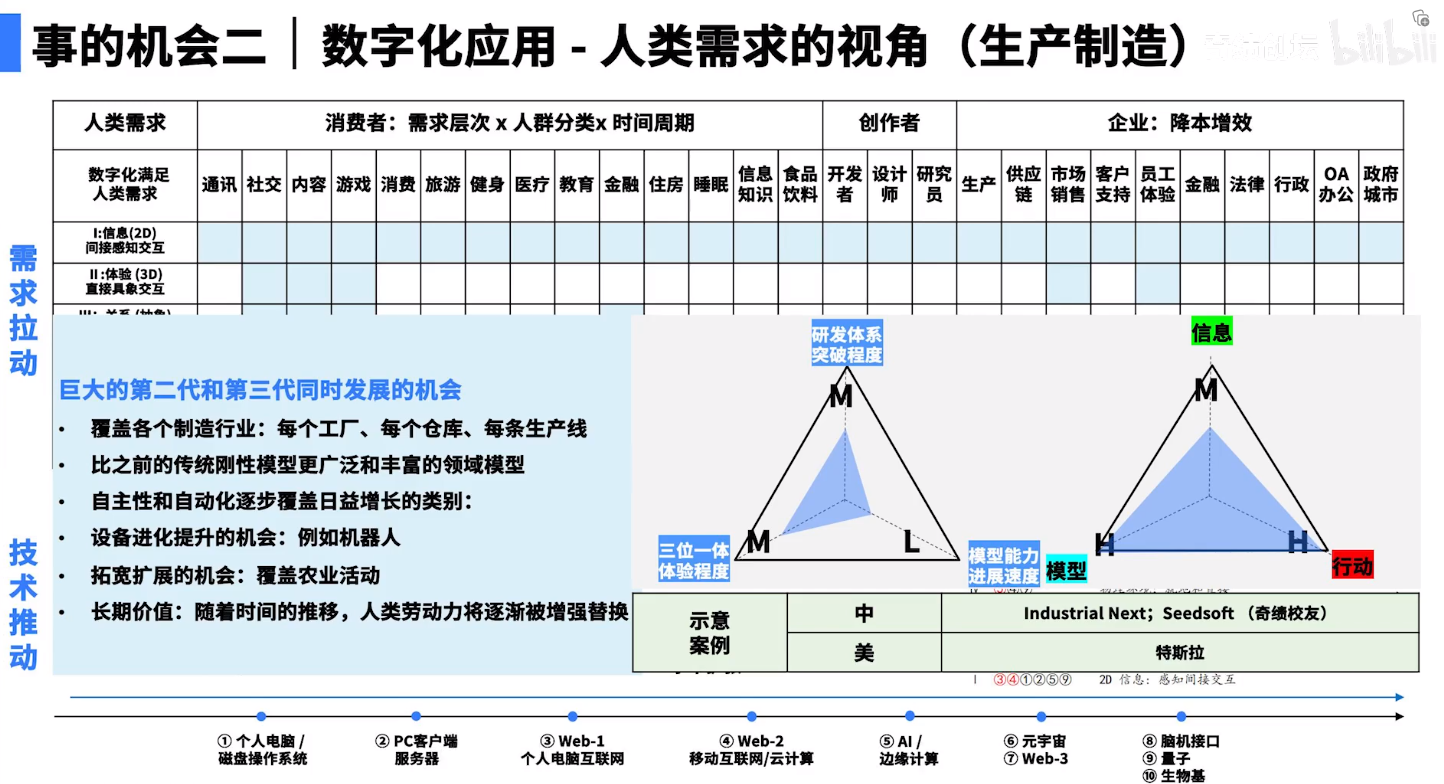 事的机会二｜数字化应用 - 人类需求的视角（生产制造）
bilibili
人类需求
消费者：需求层次 x 人群分类x 时间周期
创作者
企业：降本增效
数字化满足
人类需求
通讯
社交
内容
游戏
消费
旅游
健身
医疗
教育
金融
住房
睡眠
信息
知识
食品
饮料
开发
者
设计
师
研究
员
生产
供应
链
市场
销售
客户
支持
员工
体验
金融
法律
行政
OA
办公
政府
城市
I:信息(2D)
间接感知交互
II:体验 (3D)
直接具象交互
需求拉动
技术推动
巨大的第二代和第三代同时发展的机会
• 覆盖各个制造行业：每个工厂、每个仓库、每条生产线
• 比之前的传统刚性模型更广泛和丰富的领域模型
• 自主性和自动化逐步覆盖日益增长的类别：
• 设备进化提升的机会：例如机器人
• 拓宽扩展的机会：覆盖农业活动
• 长期价值：随着时间的推移，人类劳动力将逐渐被增强替换
研发体系
突破程度
M
三位一体
体验程度
M
L
模型能力
进展速度
信息
M
模型
H
H
行动
示意
案例
中
Industrial Next；Seedsoft （奇绩校友）
美
特斯拉
I ③④①②⑤⑨ 2D 信息：感知间接交互
① 个人电脑 /
磁盘操作系统
② PC客户端
服务器
③ Web-1
个人电脑互联网
④ Web-2
移动互联网/云计算
⑤ AI /
边缘计算
⑥ 元宇宙
⑦ Web-3
⑧ 脑机接口
⑨ 量子
⑩ 生物基